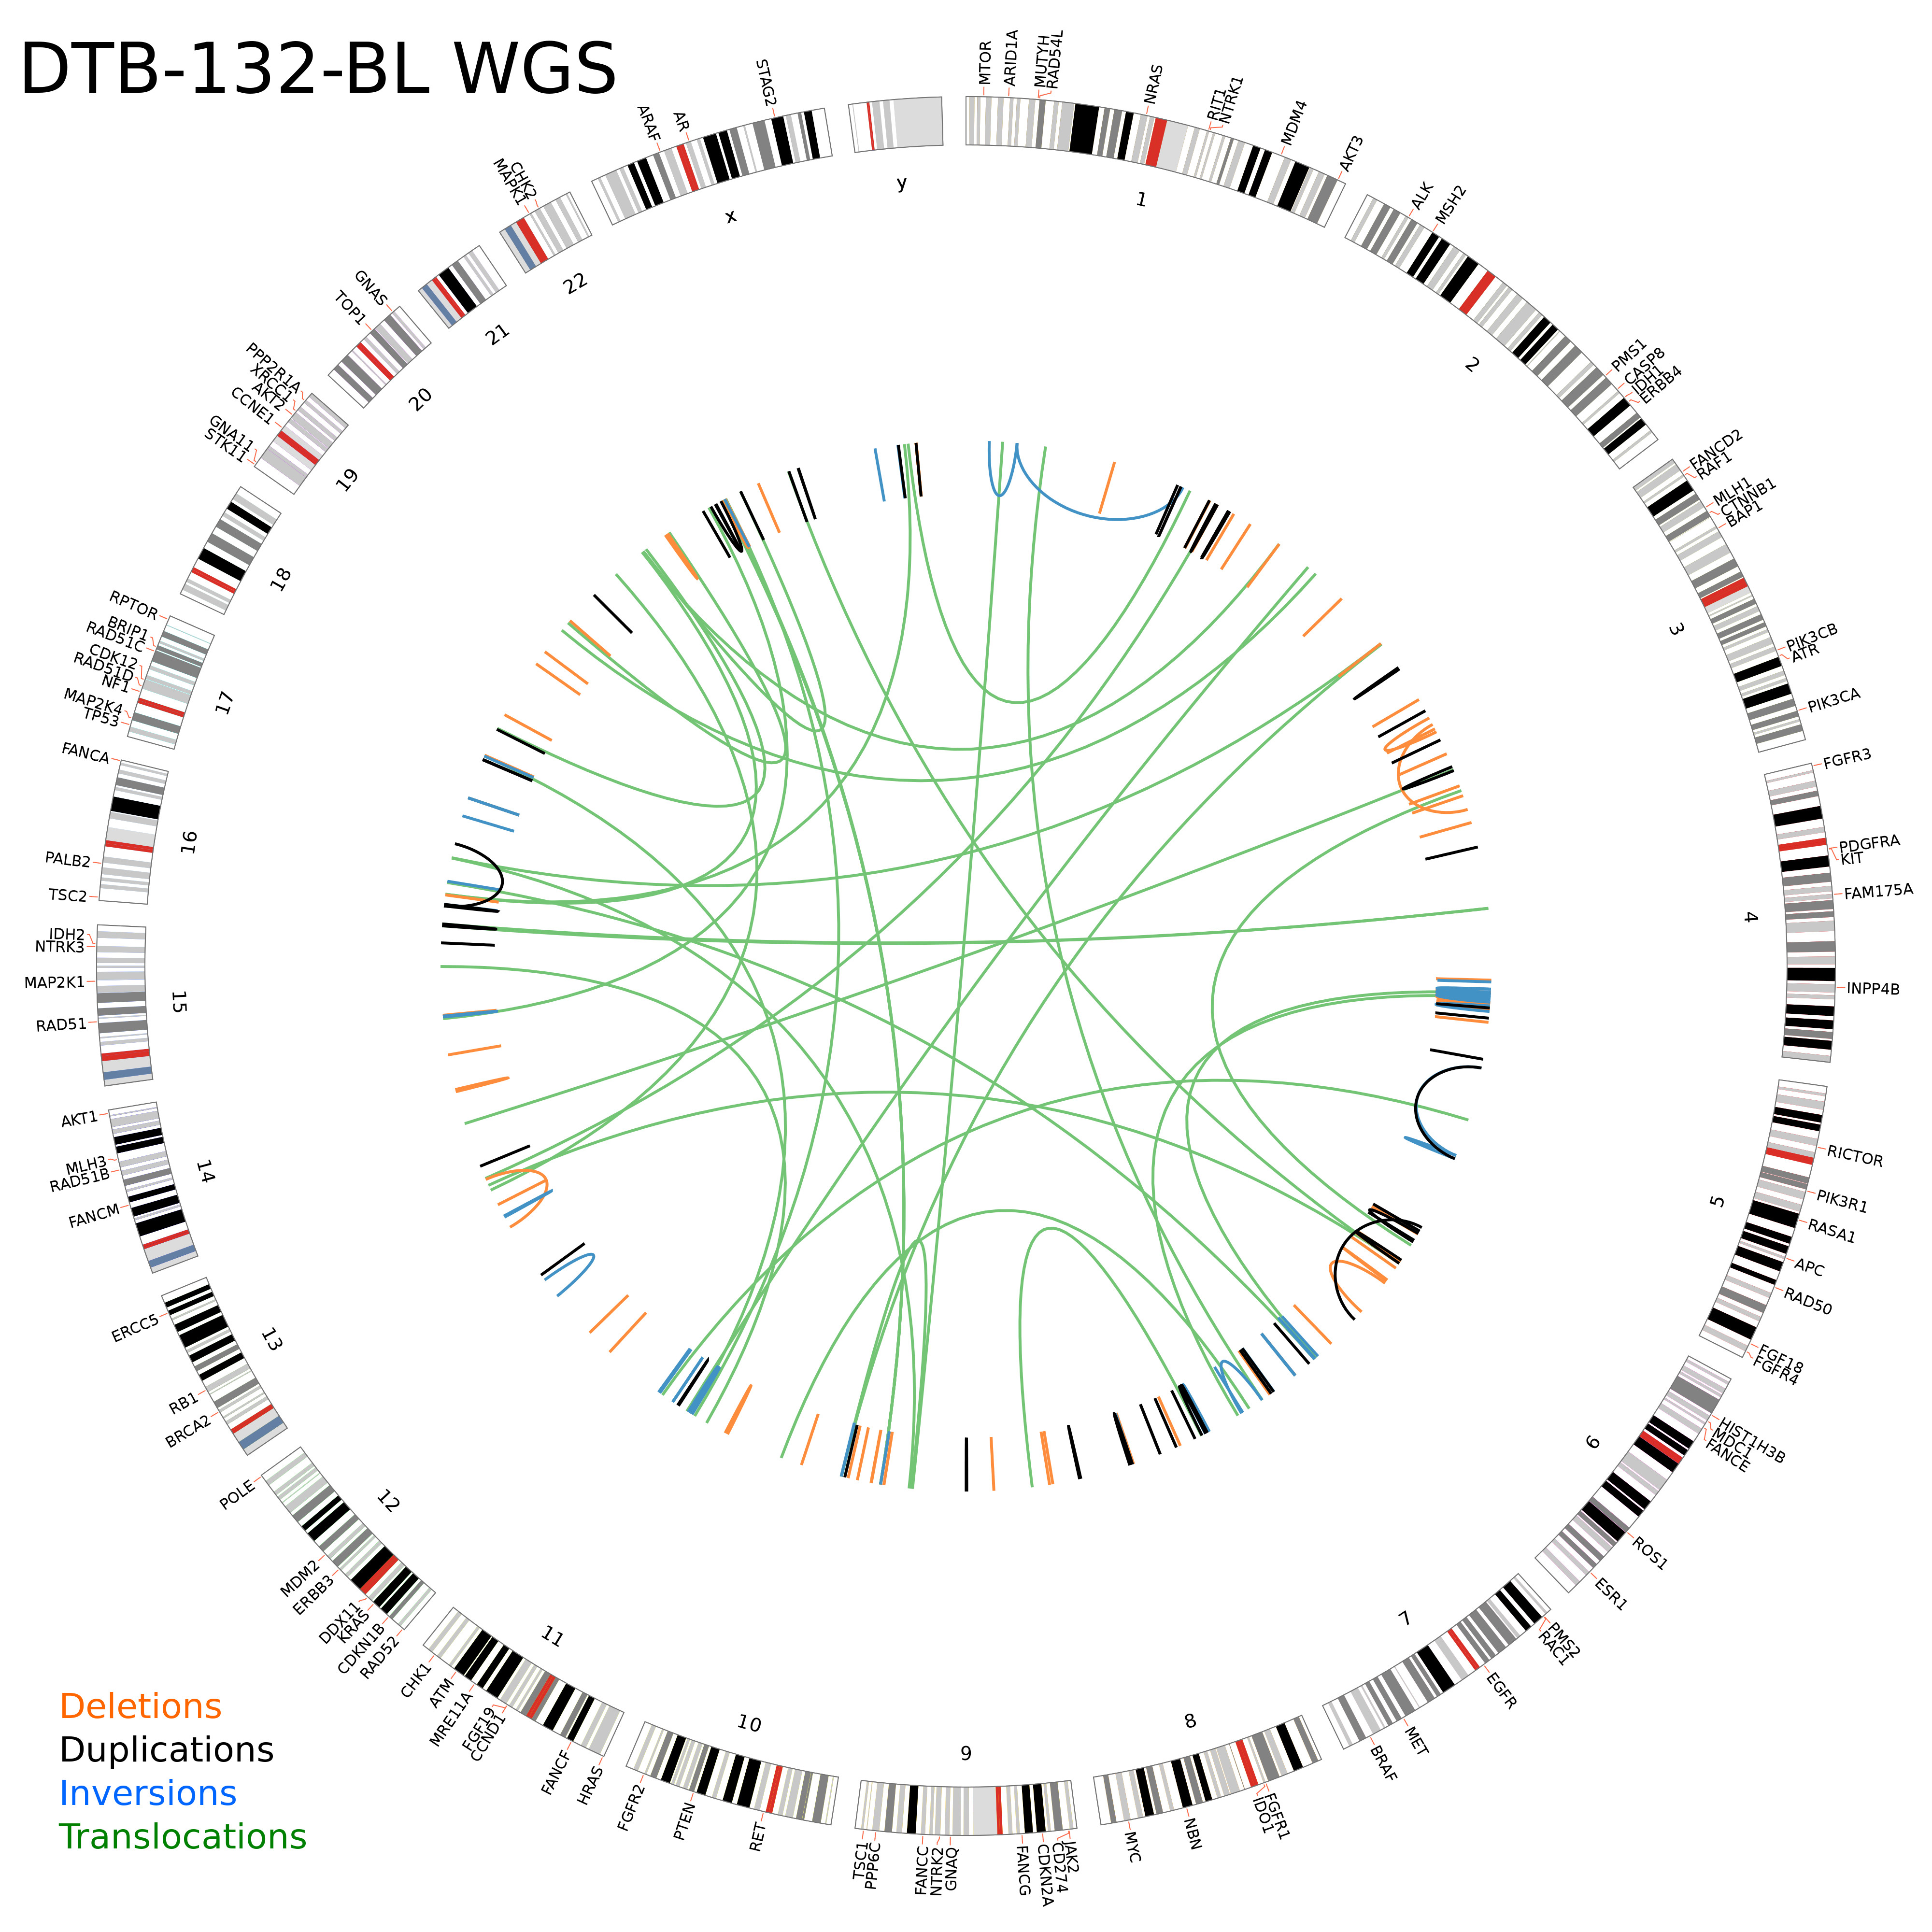 DTB-132-BL WGS
MTOR
ARID1A
MUTYH
RAD54L
NRAS
RIT1
NTRK1
MDM4
AKT3
1
ALK
MSH2
PMS1
CASP8
IDH1
ERBB4
2
FANCD2
RAF1
MLH1
CTNNB1
BAP1
PIK3CB
ATR
PIK3CA
3
FGFR3
PDGFRA
KIT
FAM175A
INPP4B
4
RICTOR
PIK3R1
RASA1
APC
RAD50
FGF18
FGFR4
5
HIST1H3B
MDC1
FANCE
ROS1
ESR1
6
PMS2
RAC1
EGFR
MET
BRAF
7
FGFR1
IDO1
NBN
MYC
8
JAK2
CD274
CDKN2A
FANCG
GNAQ
NTRK2
FANCC
PPP6C
TSC1
9
RET
PTEN
FGFR2
10
HRAS
FANCF
CCND1
FGF19
MRE11A
ATM
CHK1
11
RAD52
CDKN1B
KRAS
DDX11
ERBB3
MDM2
POLE
12
BRCA2
RB1
ERCC5
13
FANCM
RAD51B
MLH3
AKT1
14
RAD51
MAP2K1
NTRK3
IDH2
15
TSC2
PALB2
FANCA
16
TP53
MAP2K4
NF1
RAD51D
CDK12
RAD51C
BRIP1
RPTOR
17
18
STK11
GNA11
CCNE1
AKT2
XRCC1
PPP2R1A
19
TOP1
GNAS
20
21
MAPK1
CHK2
22
ARAF
AR
STAG2
x
y
Deletions
Duplications
Inversions
Translocations